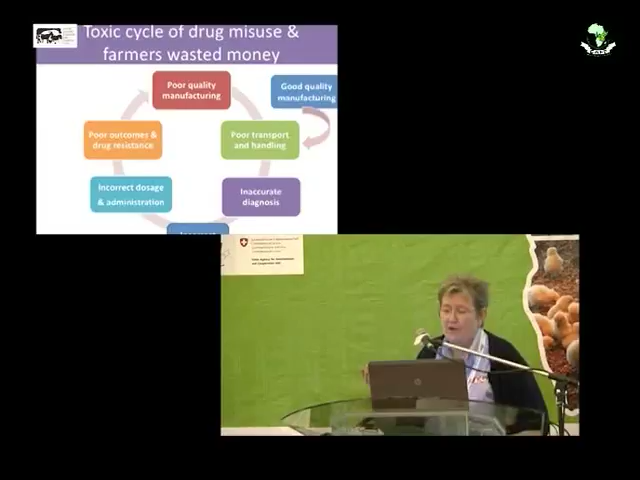 Toxic cycle of drug misuse &
farmers wasted money
Poor quality
manufacturing
Good quality
manufacturing
Poor outcomes &
drug resistance
Poor transport
and handling
Incorrect dosage
& administration
Inaccurate
diagnosis